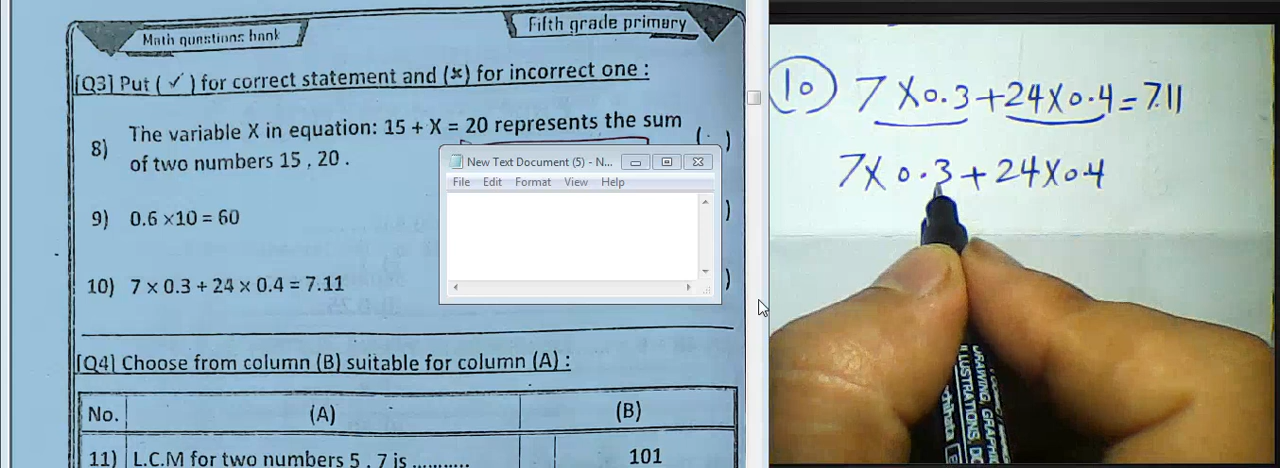 Math questions bank
Fifth grade primary
[Q3] Put ( ✓ ) for correct statement and (×) for incorrect one :
8) The variable X in equation: 15 + X = 20 represents the sum
of two numbers 15 , 20 .
9) 0.6 ×10 = 60
10) 7 × 0.3 + 24 × 0.4 = 7.11
[Q4] Choose from column (B) suitable for column (A) :
No. (A) (B)
11) L.C.M for two numbers 5 , 7 is .......... 101
New Text Document (5) - N...
File Edit Format View Help
10 7 × 0.3 + 24 × 0.4 = 7.11
7 × 0.3 + 24 × 0.4
DRAWING, GRAPHIC
ILLUSTRATIONS, DO